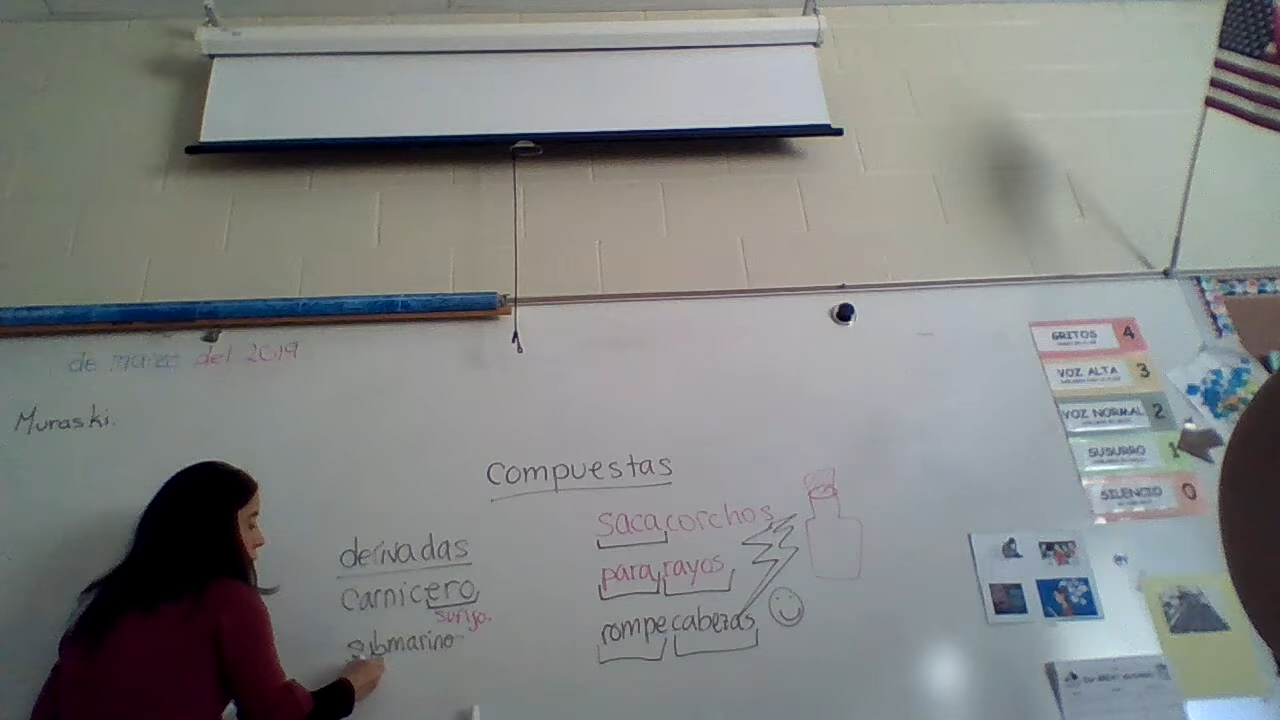 de marzo del 2019
Muraski.
compuestas
derivadas
carnicero
sufijo.
submarino
sacacorchos
pararayos
rompecabezas
GRITOS 4
VOZ ALTA 3
VOZ NORMAL 2
SUSURRO 1
SILENCIO 0